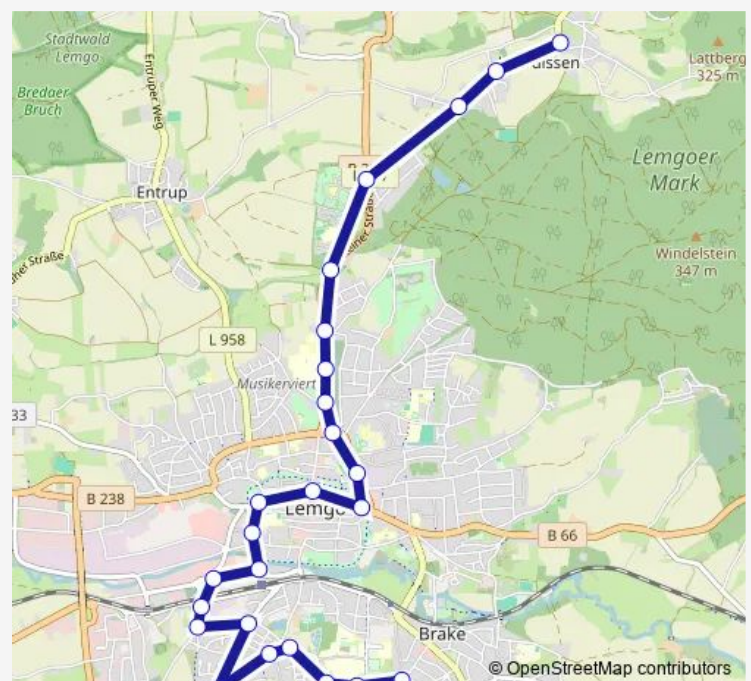 Stadtwald
Lemgo
Lattberg
325 m
Entruper Weg
Bredaer
Bruch
Lemgoer
Mark
Entrup
Windelstein
347 m
L 958
Musikerviert
33
B 238
Lemgo
B 66
Brake
© OpenStreetMap contributors